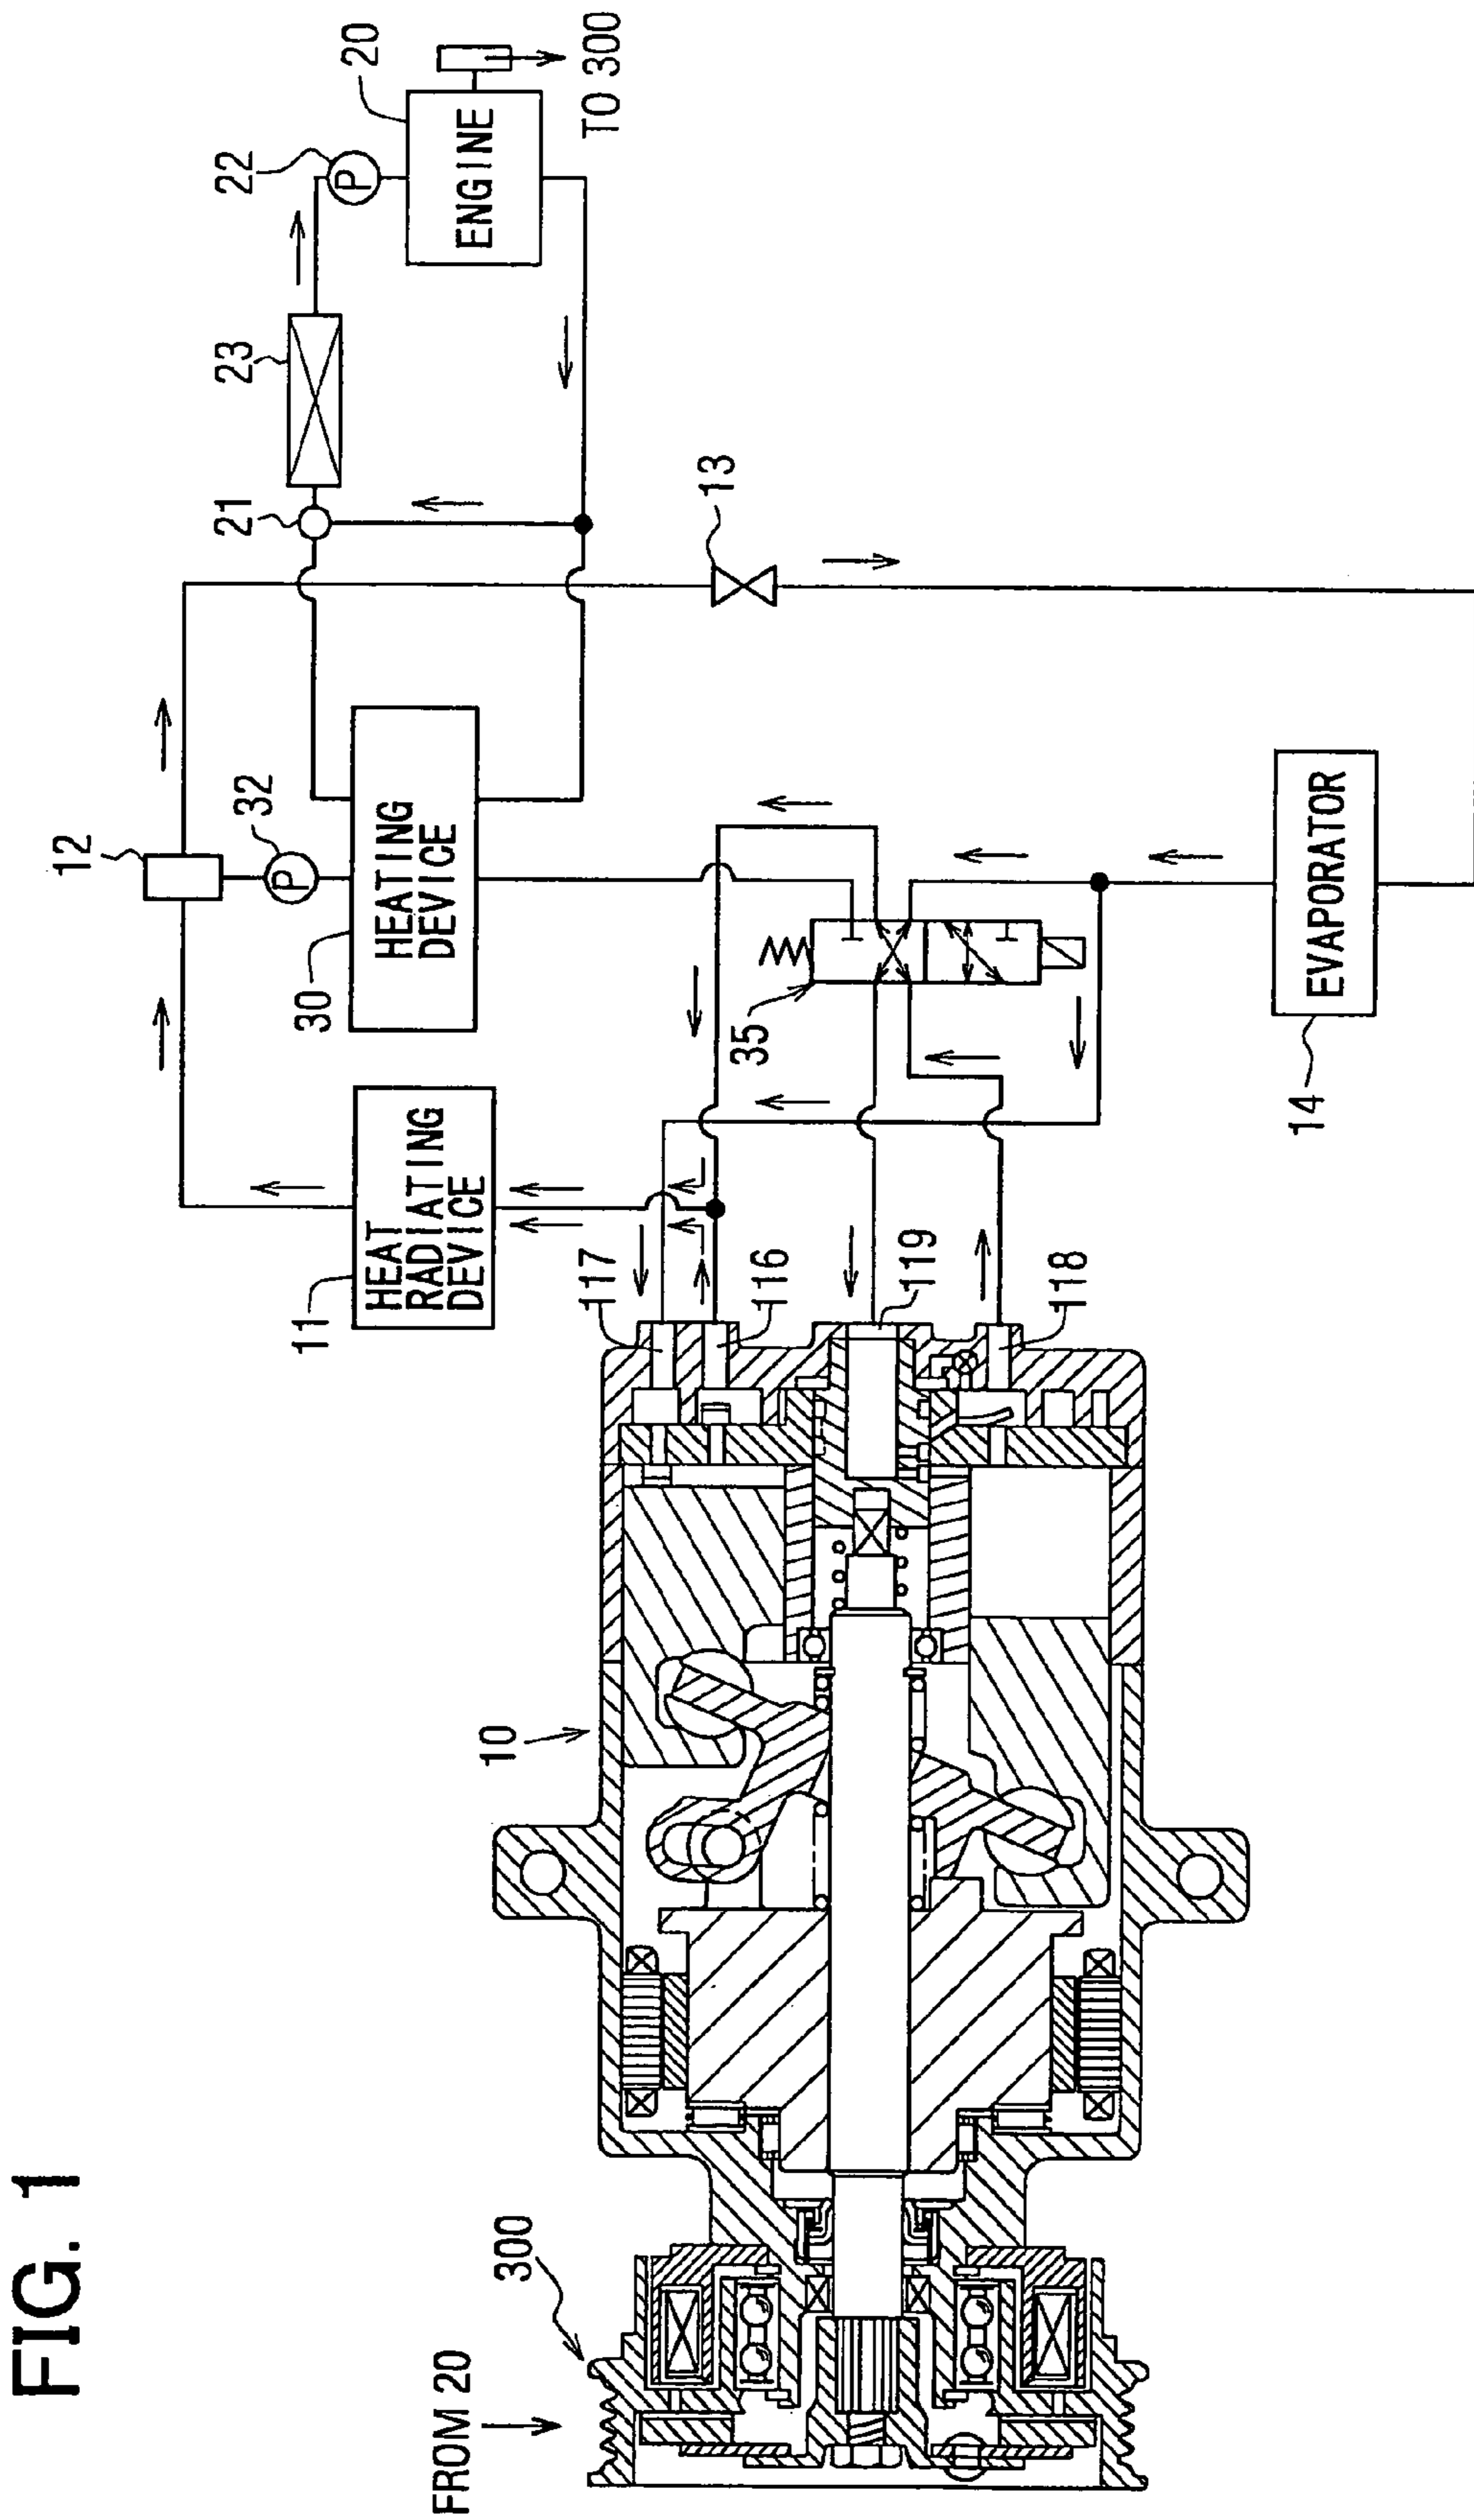 FIG. 1
FROM 20
300
10
11
HEAT
RADIATING
DEVICE
117
116
119
118
12
32
30
HEATING
DEVICE
35
14
EVAPORATOR
13
21
23
22
P
P
20
ENGINE
TO 300